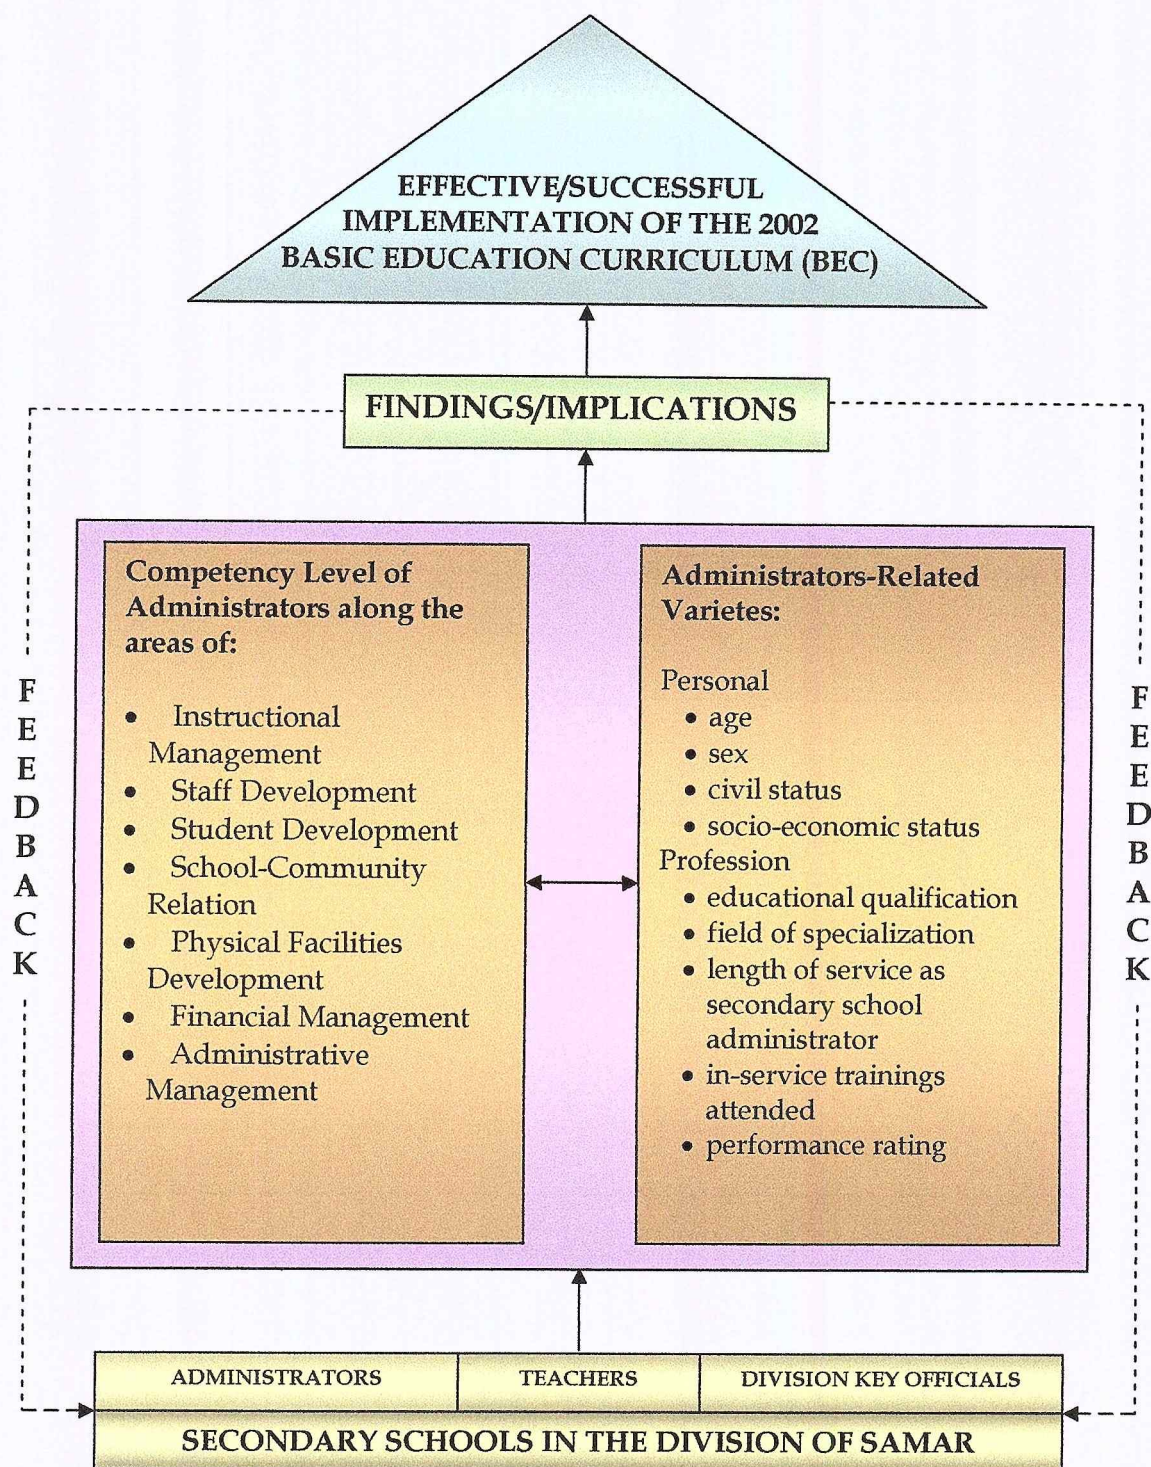 EFFECTIVE/SUCCESSFUL
IMPLEMENTATION OF THE 2002
BASIC EDUCATION CURRICULUM (BEC)
FINDINGS/IMPLICATIONS
FEEDBACK
Competency Level of
Administrators along the
areas of:
• Instructional
Management
• Staff Development
• Student Development
• School-Community
Relation
• Physical Facilities
Development
• Financial Management
• Administrative
Management
Administrators-Related
Varietes:
Personal
• age
• sex
• civil status
• socio-economic status
Profession
• educational qualification
• field of specialization
• length of service as
secondary school
administrator
• in-service trainings
attended
• performance rating
FEEDBACK
ADMINISTRATORS TEACHERS DIVISION KEY OFFICIALS
SECONDARY SCHOOLS IN THE DIVISION OF SAMAR